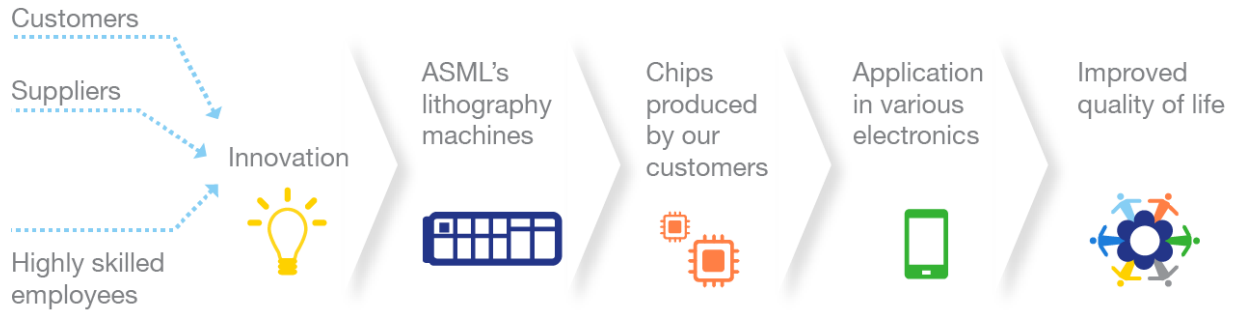 Customers
Suppliers
Highly skilled
employees
Innovation
ASML's
lithography
machines
Chips
produced
by our
customers
Application
in various
electronics
Improved
quality of life